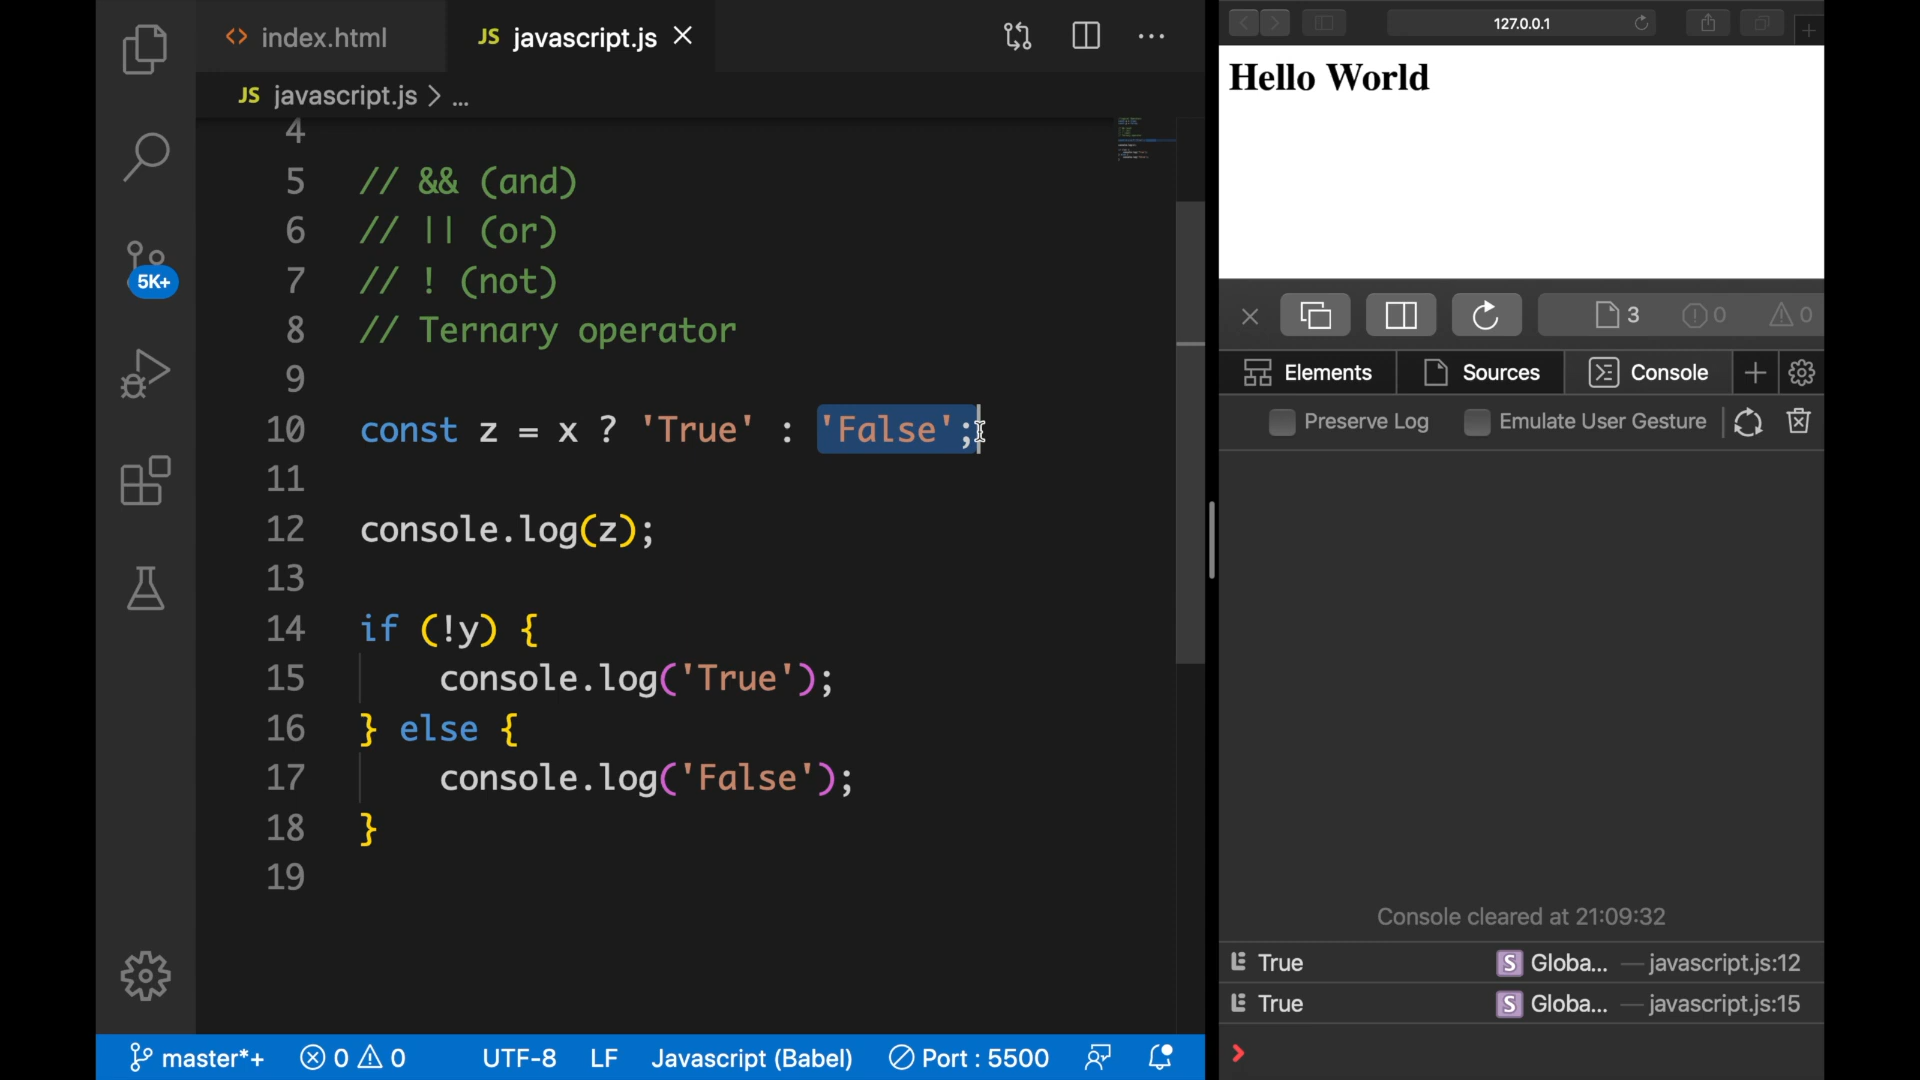 index.html
JS javascript.js
JS javascript.js > ...
4
5 // && (and)
6 // || (or)
7 // ! (not)
8 // Ternary operator
9
10 const z = x ? 'True' : 'False';
11
12 console.log(z);
13
14 if (!y) {
15 console.log('True');
16 } else {
17 console.log('False');
18 }
19
5K+
master*+ 0 0 UTF-8 LF Javascript (Babel) Port : 5500
127.0.0.1
Hello World
3 0 0
Elements Sources Console
Preserve Log Emulate User Gesture
Console cleared at 21:09:32
True S Globa... — javascript.js:12
True S Globa... — javascript.js:15